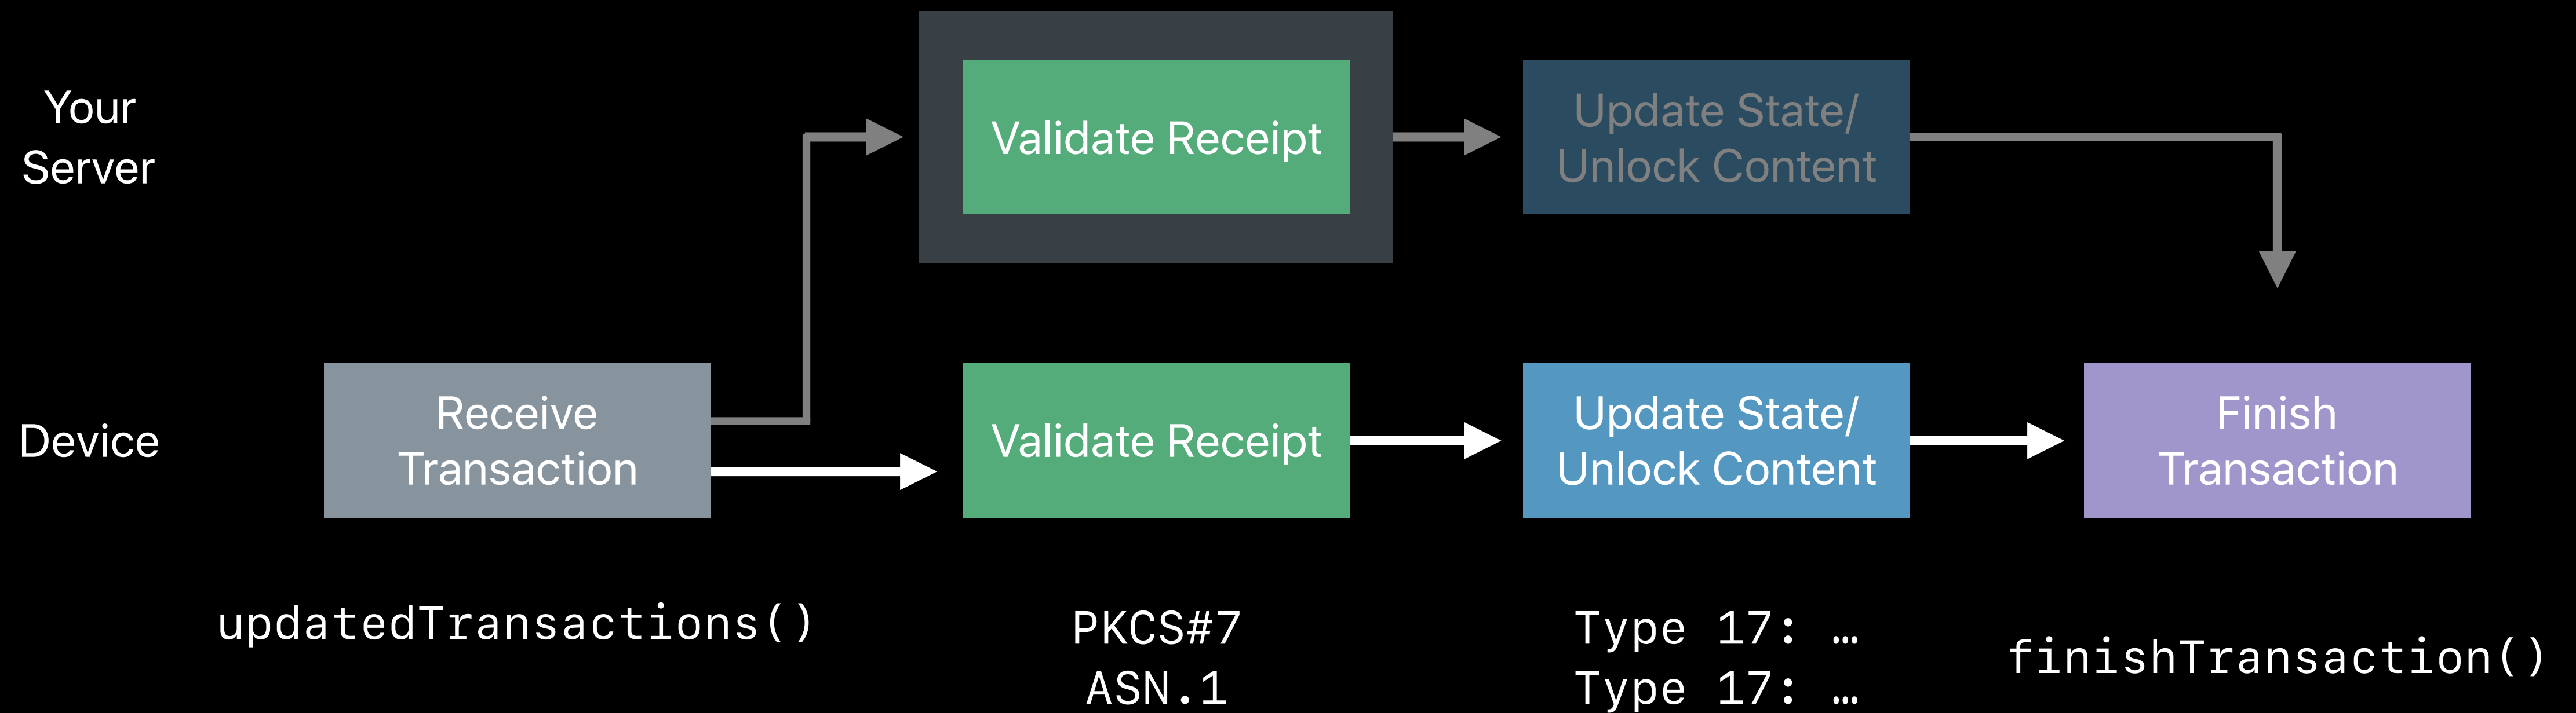 Your
Server
Validate Receipt
Update State/
Unlock Content
Device
Receive
Transaction
Validate Receipt
Update State/
Unlock Content
Finish
Transaction
updatedTransactions()
PKCS#7
ASN.1
Type 17: …
Type 17: …
finishTransaction()